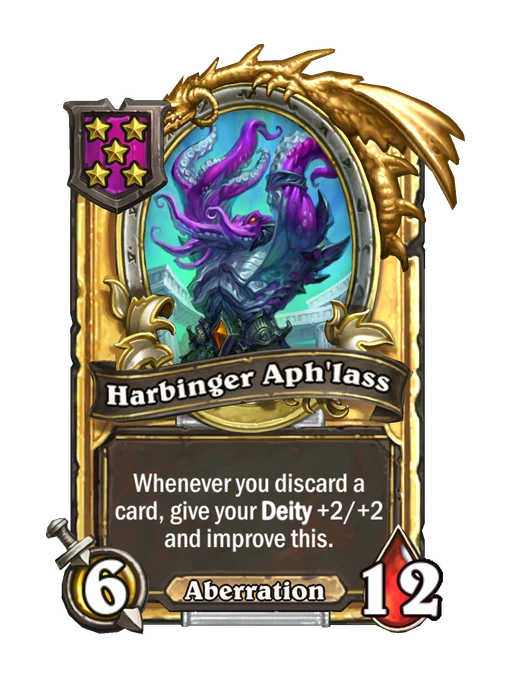 Harbinger Aph'lass
Whenever you discard a
card, give your Deity +2/+2
and improve this.
6
Aberration
12